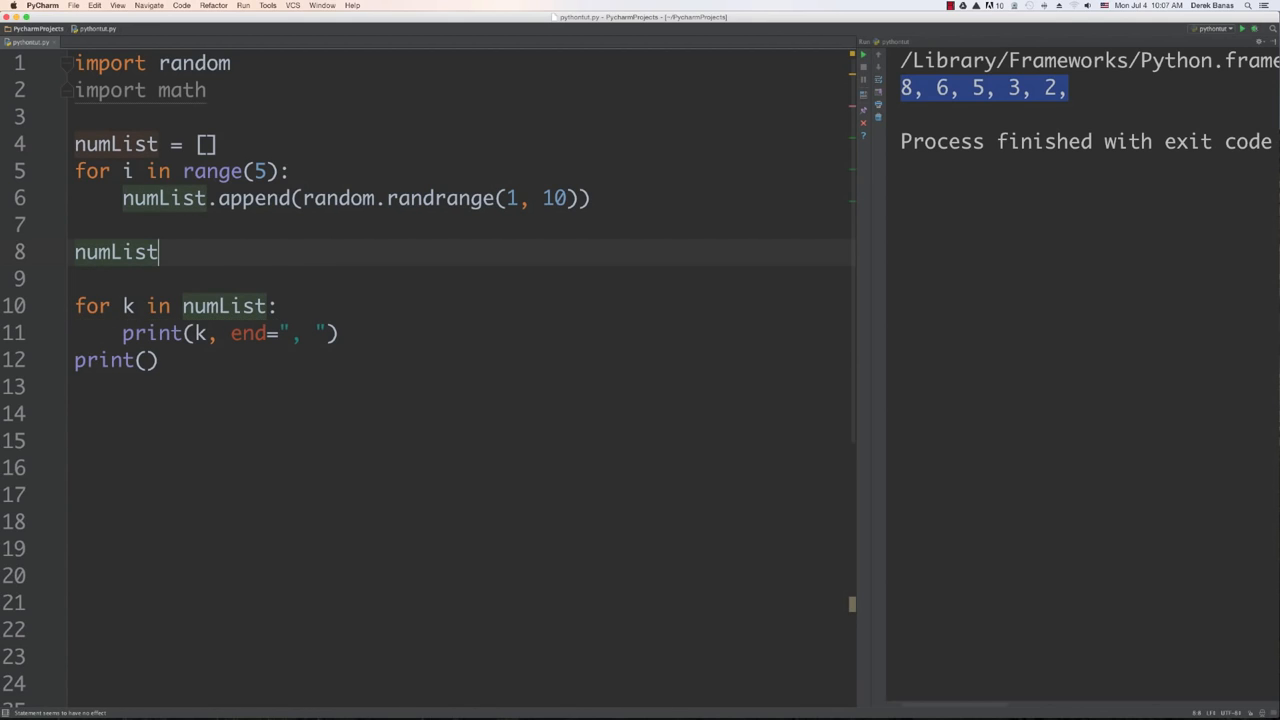 PyCharm File Edit View Navigate Code Refactor Run Tools VCS Window Help 10 Mon Jul 4 10:07 AM Derek Banas
pythontut.py - PyCharmProjects - [~/PycharmProjects]
PycharmProjects pythontut.py pythontut
pythontut.py Run: pythontut
1 import random
2 import math
3
4 numList = []
5 for i in range(5):
6 numList.append(random.randrange(1, 10))
7
8 numList
9
10 for k in numList:
11 print(k, end=", ")
12 print()
13
14
15
16
17
18
19
20
21
22
23
24
/Library/Frameworks/Python.frame
8, 6, 5, 3, 2,
Process finished with exit code
Statement seems to have no effect 8:8 LF‡ UTF-8‡